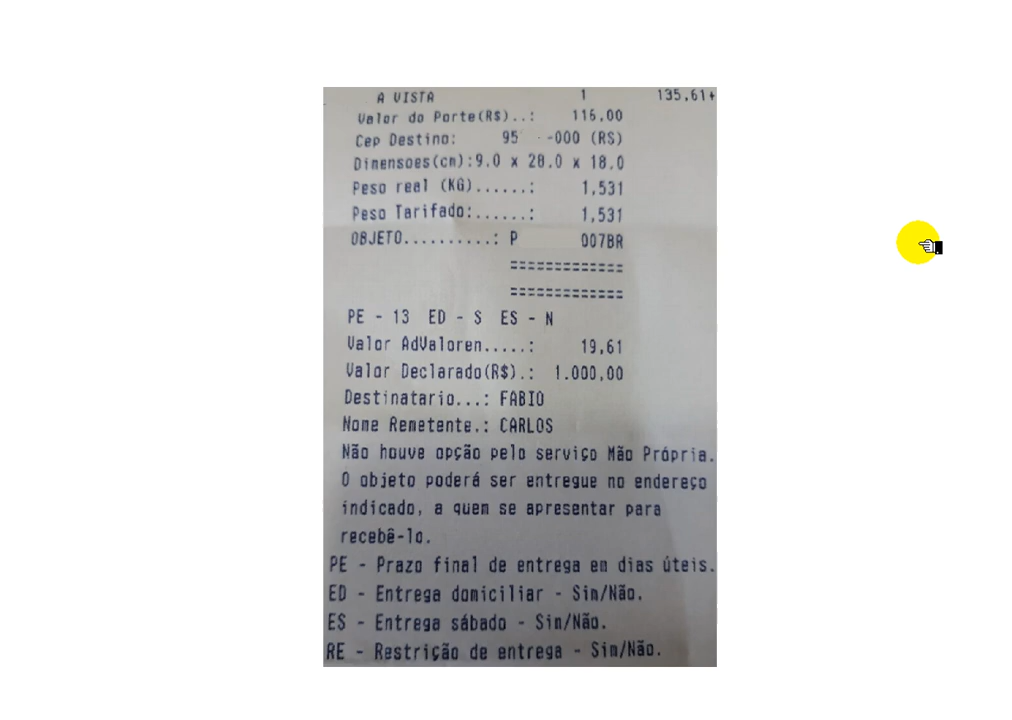 A VISTA 1 135,61+
Valor do Porte(R$)..: 116,00
Cep Destino: 95 -000 (RS)
Dimensoes(cm):9.0 x 28.0 x 18.0
Peso real (KG)......: 1,531
Peso Tarifado:......: 1,531
OBJETO..........: P 007BR
=============
=============
PE - 13 ED - S ES - N
Valor AdValoren.....: 19,61
Valor Declarado(R$).: 1.000,00
Destinatario...: FABIO
Nome Remetente.: CARLOS
Não houve opção pelo serviço Mão Própria.
O objeto poderá ser entregue no endereço
indicado, a quem se apresentar para
recebê-lo.
PE - Prazo final de entrega em dias úteis.
ED - Entrega domiciliar - Sim/Não.
ES - Entrega sábado - Sim/Não.
RE - Restrição de entrega - Sim/Não.